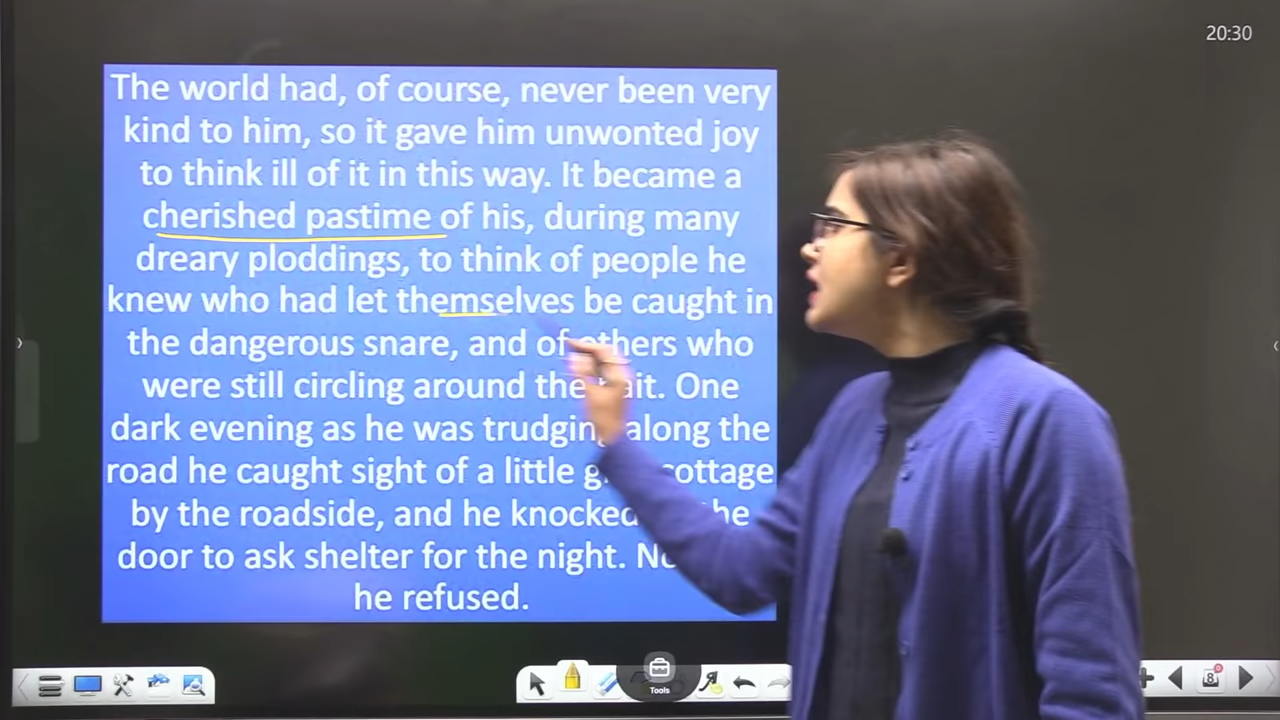 20:30
The world had, of course, never been very
kind to him, so it gave him unwonted joy
to think ill of it in this way. It became a
cherished pastime of his, during many
dreary ploddings, to think of people he
knew who had let themselves be caught in
the dangerous snare, and of others who
were still circling around the bait. One
dark evening as he was trudging along the
road he caught sight of a little cottage
by the roadside, and he knocked
door to ask shelter for the night.
he refused.
Tools
8